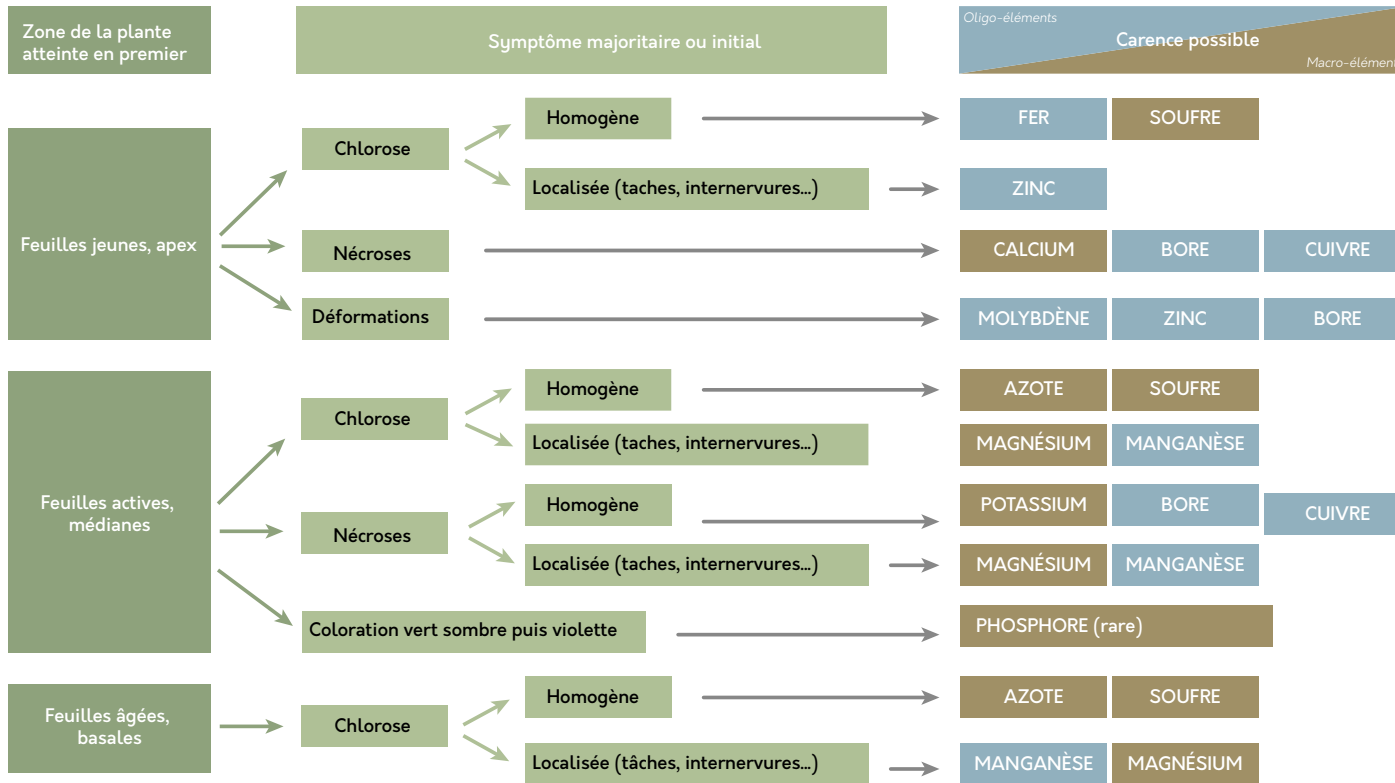 Zone de la plante
atteinte en premier
Symptôme majoritaire ou initial
Oligo-éléments
Carence possible
Macro-élément
Feuilles jeunes, apex
Chlorose
Homogène
FER
SOUFRE
Localisée (taches, internervures...)
ZINC
Nécroses
CALCIUM
BORE
CUIVRE
Déformations
MOLYBDÈNE
ZINC
BORE
Feuilles actives,
médianes
Chlorose
Homogène
AZOTE
SOUFRE
Localisée (taches, internervures...)
MAGNÉSIUM
MANGANÈSE
Nécroses
Homogène
POTASSIUM
BORE
CUIVRE
Localisée (taches, internervures...)
MAGNÉSIUM
MANGANÈSE
Coloration vert sombre puis violette
PHOSPHORE (rare)
Feuilles âgées,
basales
Chlorose
Homogène
AZOTE
SOUFRE
Localisée (tâches, internervures...)
MANGANÈSE
MAGNÉSIUM